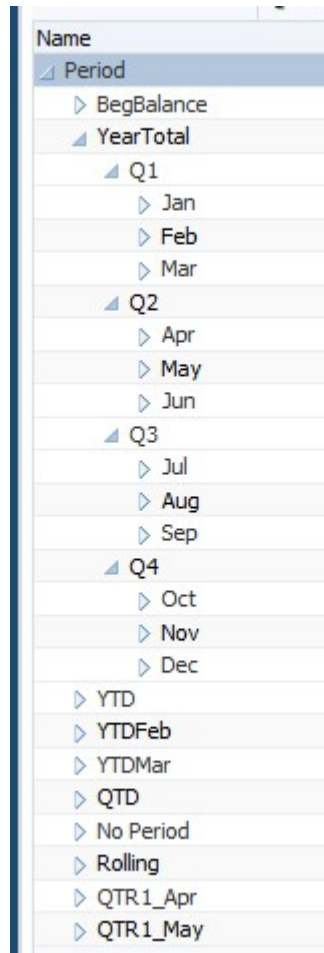 Name
Period
BegBalance
YearTotal
Q1
Jan
Feb
Mar
Q2
Apr
May
Jun
Q3
Jul
Aug
Sep
Q4
Oct
Nov
Dec
YTD
YTDFeb
YTDMar
QTD
No Period
Rolling
QTR1_Apr
QTR1_May